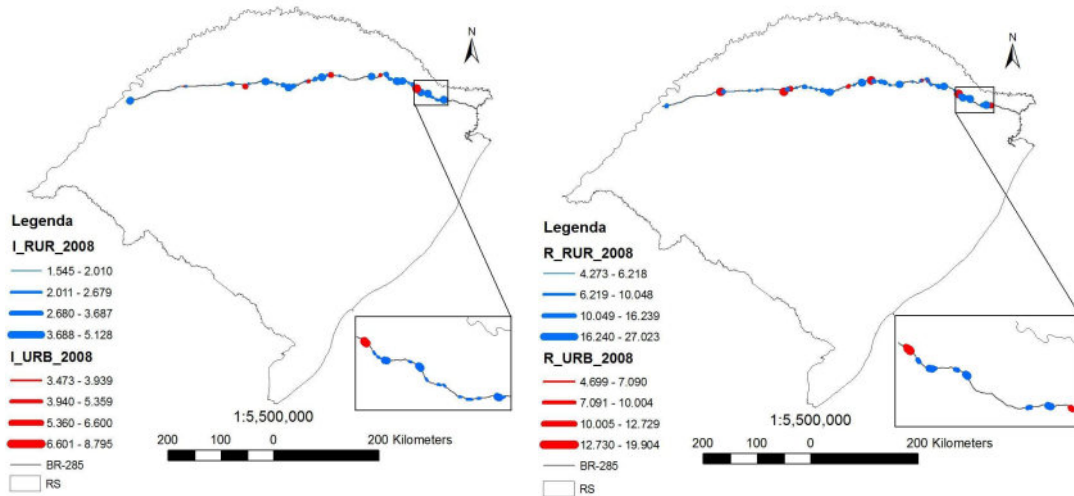 N
Legenda
I_RUR_2008
1.545 - 2.010
2.011 - 2.679
2.680 - 3.687
3.688 - 5.128
I_URB_2008
3.473 - 3.939
3.940 - 5.359
5.360 - 6.600
6.601 - 8.795
BR-285
RS
1:5,500,000
200 100 0 200 Kilometers
N
Legenda
R_RUR_2008
4.273 - 6.218
6.219 - 10.048
10.049 - 16.239
16.240 - 27.023
R_URB_2008
4.699 - 7.090
7.091 - 10.004
10.005 - 12.729
12.730 - 19.904
BR-285
RS
1:5,500,000
200 100 0 200 Kilometers